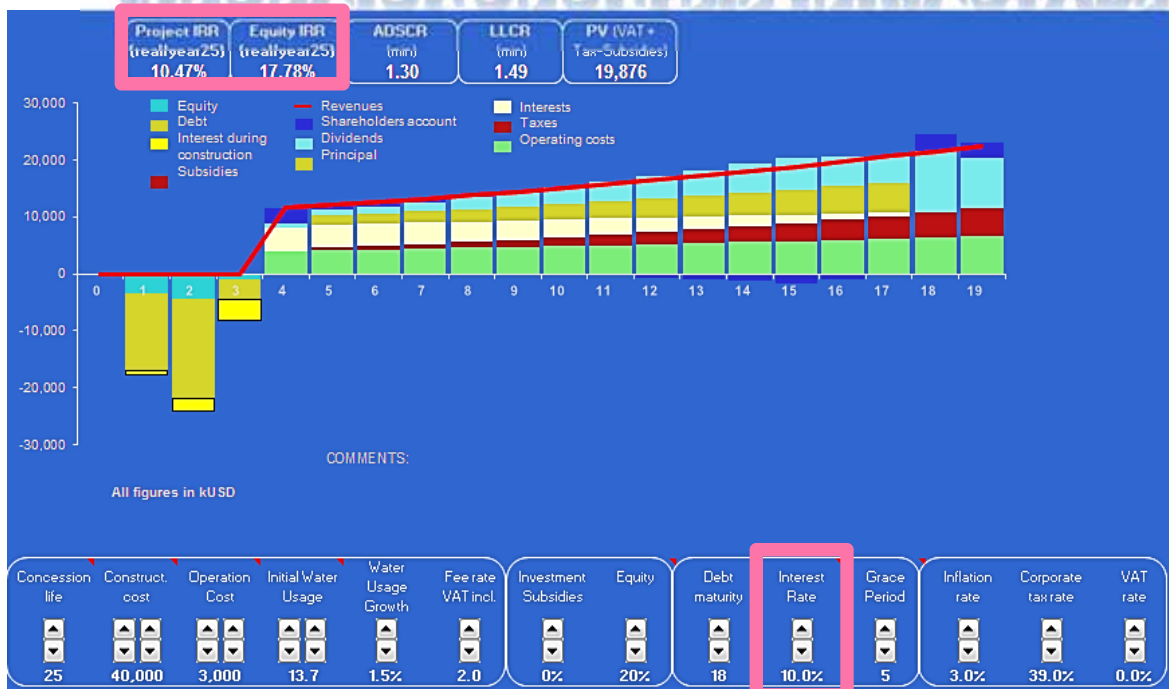 Project IRR
(real/year25)
10.47%
Equity IRR
(real/year25)
17.78%
ADSCR
(min)
1.30
LLCR
(min)
1.49
PV (VAT +
Tax-Subsidies)
19,876
Equity
Debt
Interest during
construction
Subsidies
Revenues
Shareholders account
Dividends
Principal
Interests
Taxes
Operating costs
30,000
20,000
10,000
0
-10,000
-20,000
-30,000
0 1 2 3 4 5 6 7 8 9 10 11 12 13 14 15 16 17 18 19
COMMENTS:
All figures in kUSD
Concession
life
25
Construct.
cost
40,000
Operation
Cost
3,000
Initial Water
Usage
13.7
Water
Usage
Growth
1.5%
Fee rate
VAT incl.
2.0
Investment
Subsidies
0%
Equity
20%
Debt
maturity
18
Interest
Rate
10.0%
Grace
Period
5
Inflation
rate
3.0%
Corporate
tax rate
39.0%
VAT
rate
0.0%